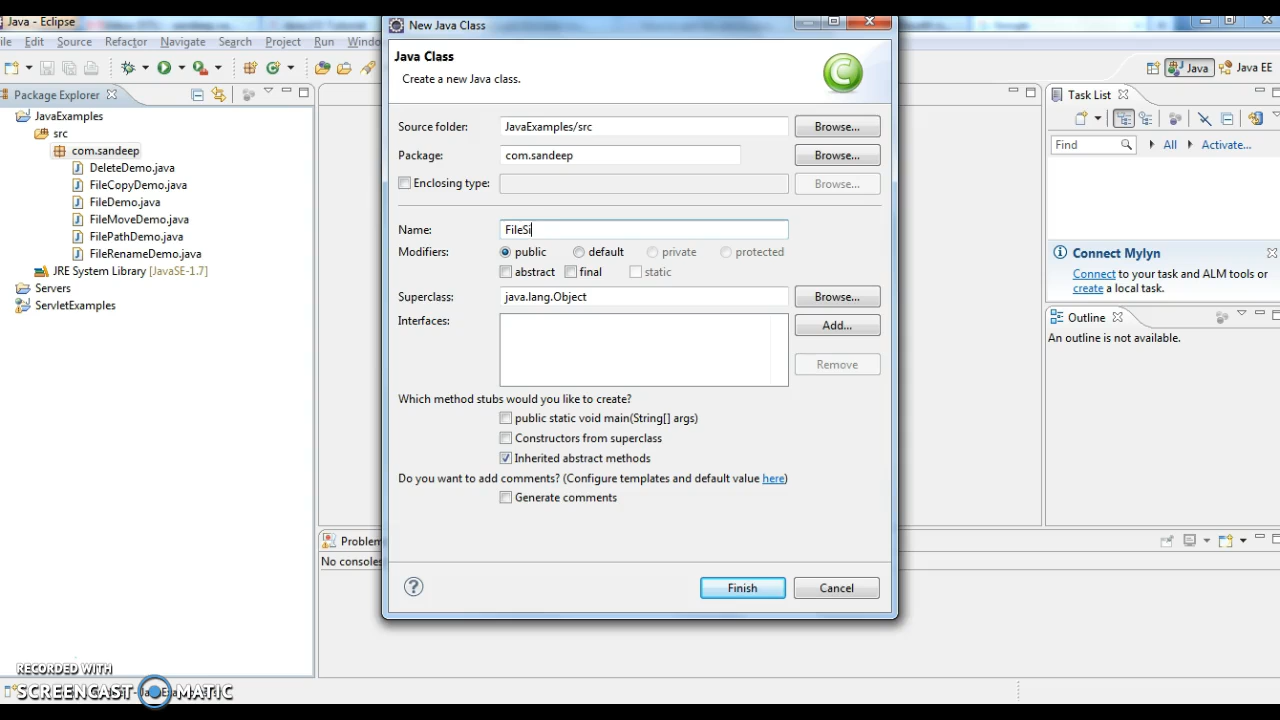 Java - Eclipse
ile Edit Source Refactor Navigate Search Project Run Windo
New Java Class
Java Class
Create a new Java class.
Source folder: JavaExamples/src Browse...
Package: com.sandeep Browse...
Enclosing type: Browse...
Name: FileSi
Modifiers: public default private protected
abstract final static
Superclass: java.lang.Object Browse...
Interfaces: Add...
Remove
Which method stubs would you like to create?
public static void main(String[] args)
Constructors from superclass
Inherited abstract methods
Do you want to add comments? (Configure templates and default value here)
Generate comments
? Finish Cancel
Package Explorer
JavaExamples
src
com.sandeep
DeleteDemo.java
FileCopyDemo.java
FileDemo.java
FileMoveDemo.java
FilePathDemo.java
FileRenameDemo.java
JRE System Library [JavaSE-1.7]
Servers
ServletExamples
Java Java EE
Task List
Find All Activate...
Connect Mylyn
Connect to your task and ALM tools or
create a local task.
Outline
An outline is not available.
Problem
No consoles
RECORDED WITH
SCREENCAST MATIC